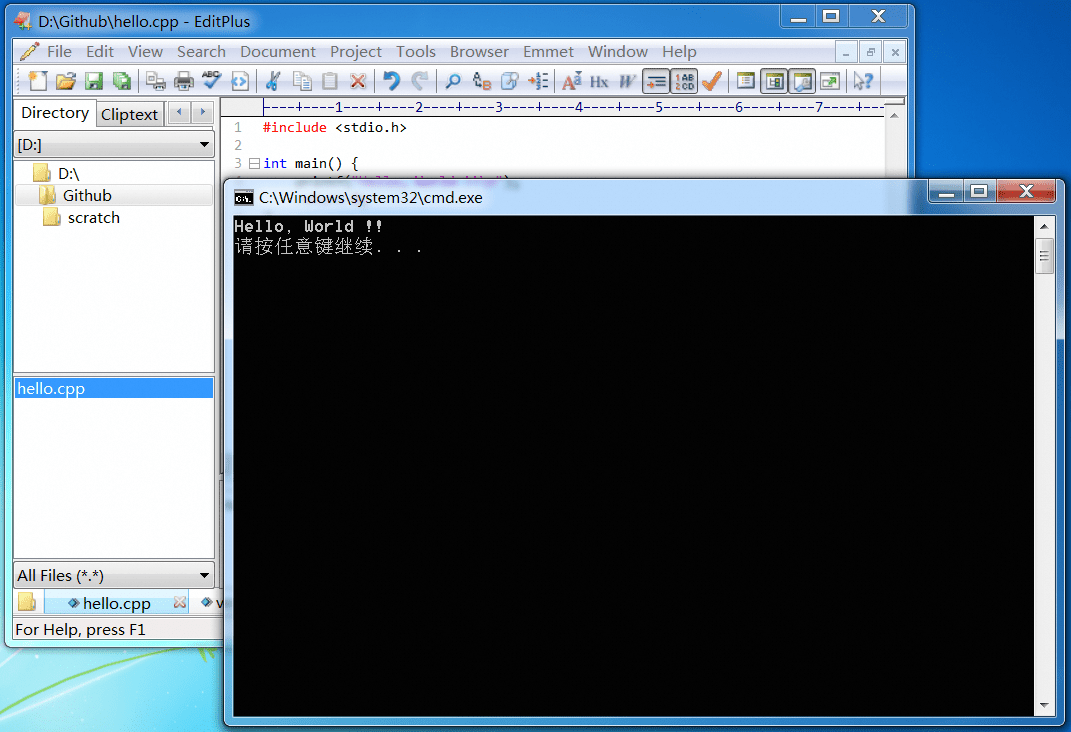 D:\Github\hello.cpp - EditPlus
File Edit View Search Document Project Tools Browser Emmet Window Help
Directory Cliptext
----+----1----+----2----+----3----+----4----+----5----+----6----+----7----+--
[D:]
1 #include <stdio.h>
2
3 int main() {
D:\
Github
scratch
C:\Windows\system32\cmd.exe
Hello, World !!
请按任意键继续. . .
hello.cpp
All Files (*.*)
hello.cpp
For Help, press F1